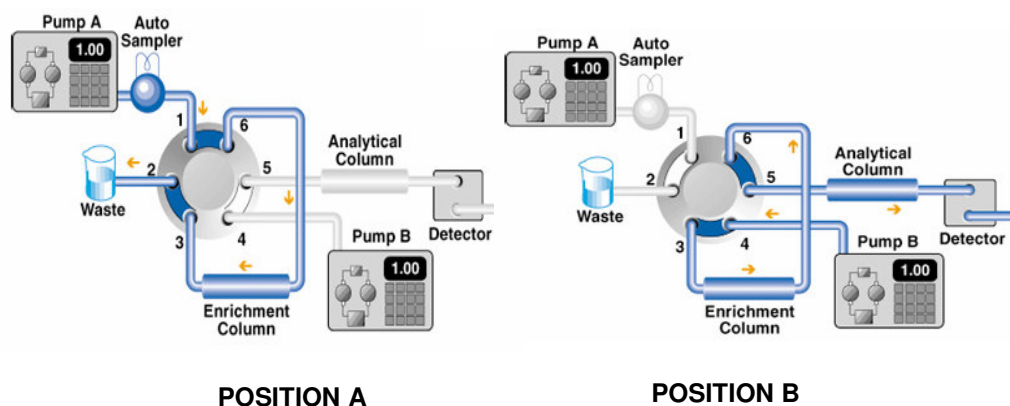 Pump A
Auto
Sampler
1.00
1
6
2
5
Analytical
Column
Waste
3
4
Detector
Pump B
1.00
Enrichment
Column
POSITION A
Pump A
Auto
Sampler
1.00
1
6
2
5
Analytical
Column
Waste
3
4
Detector
Pump B
1.00
Enrichment
Column
POSITION B